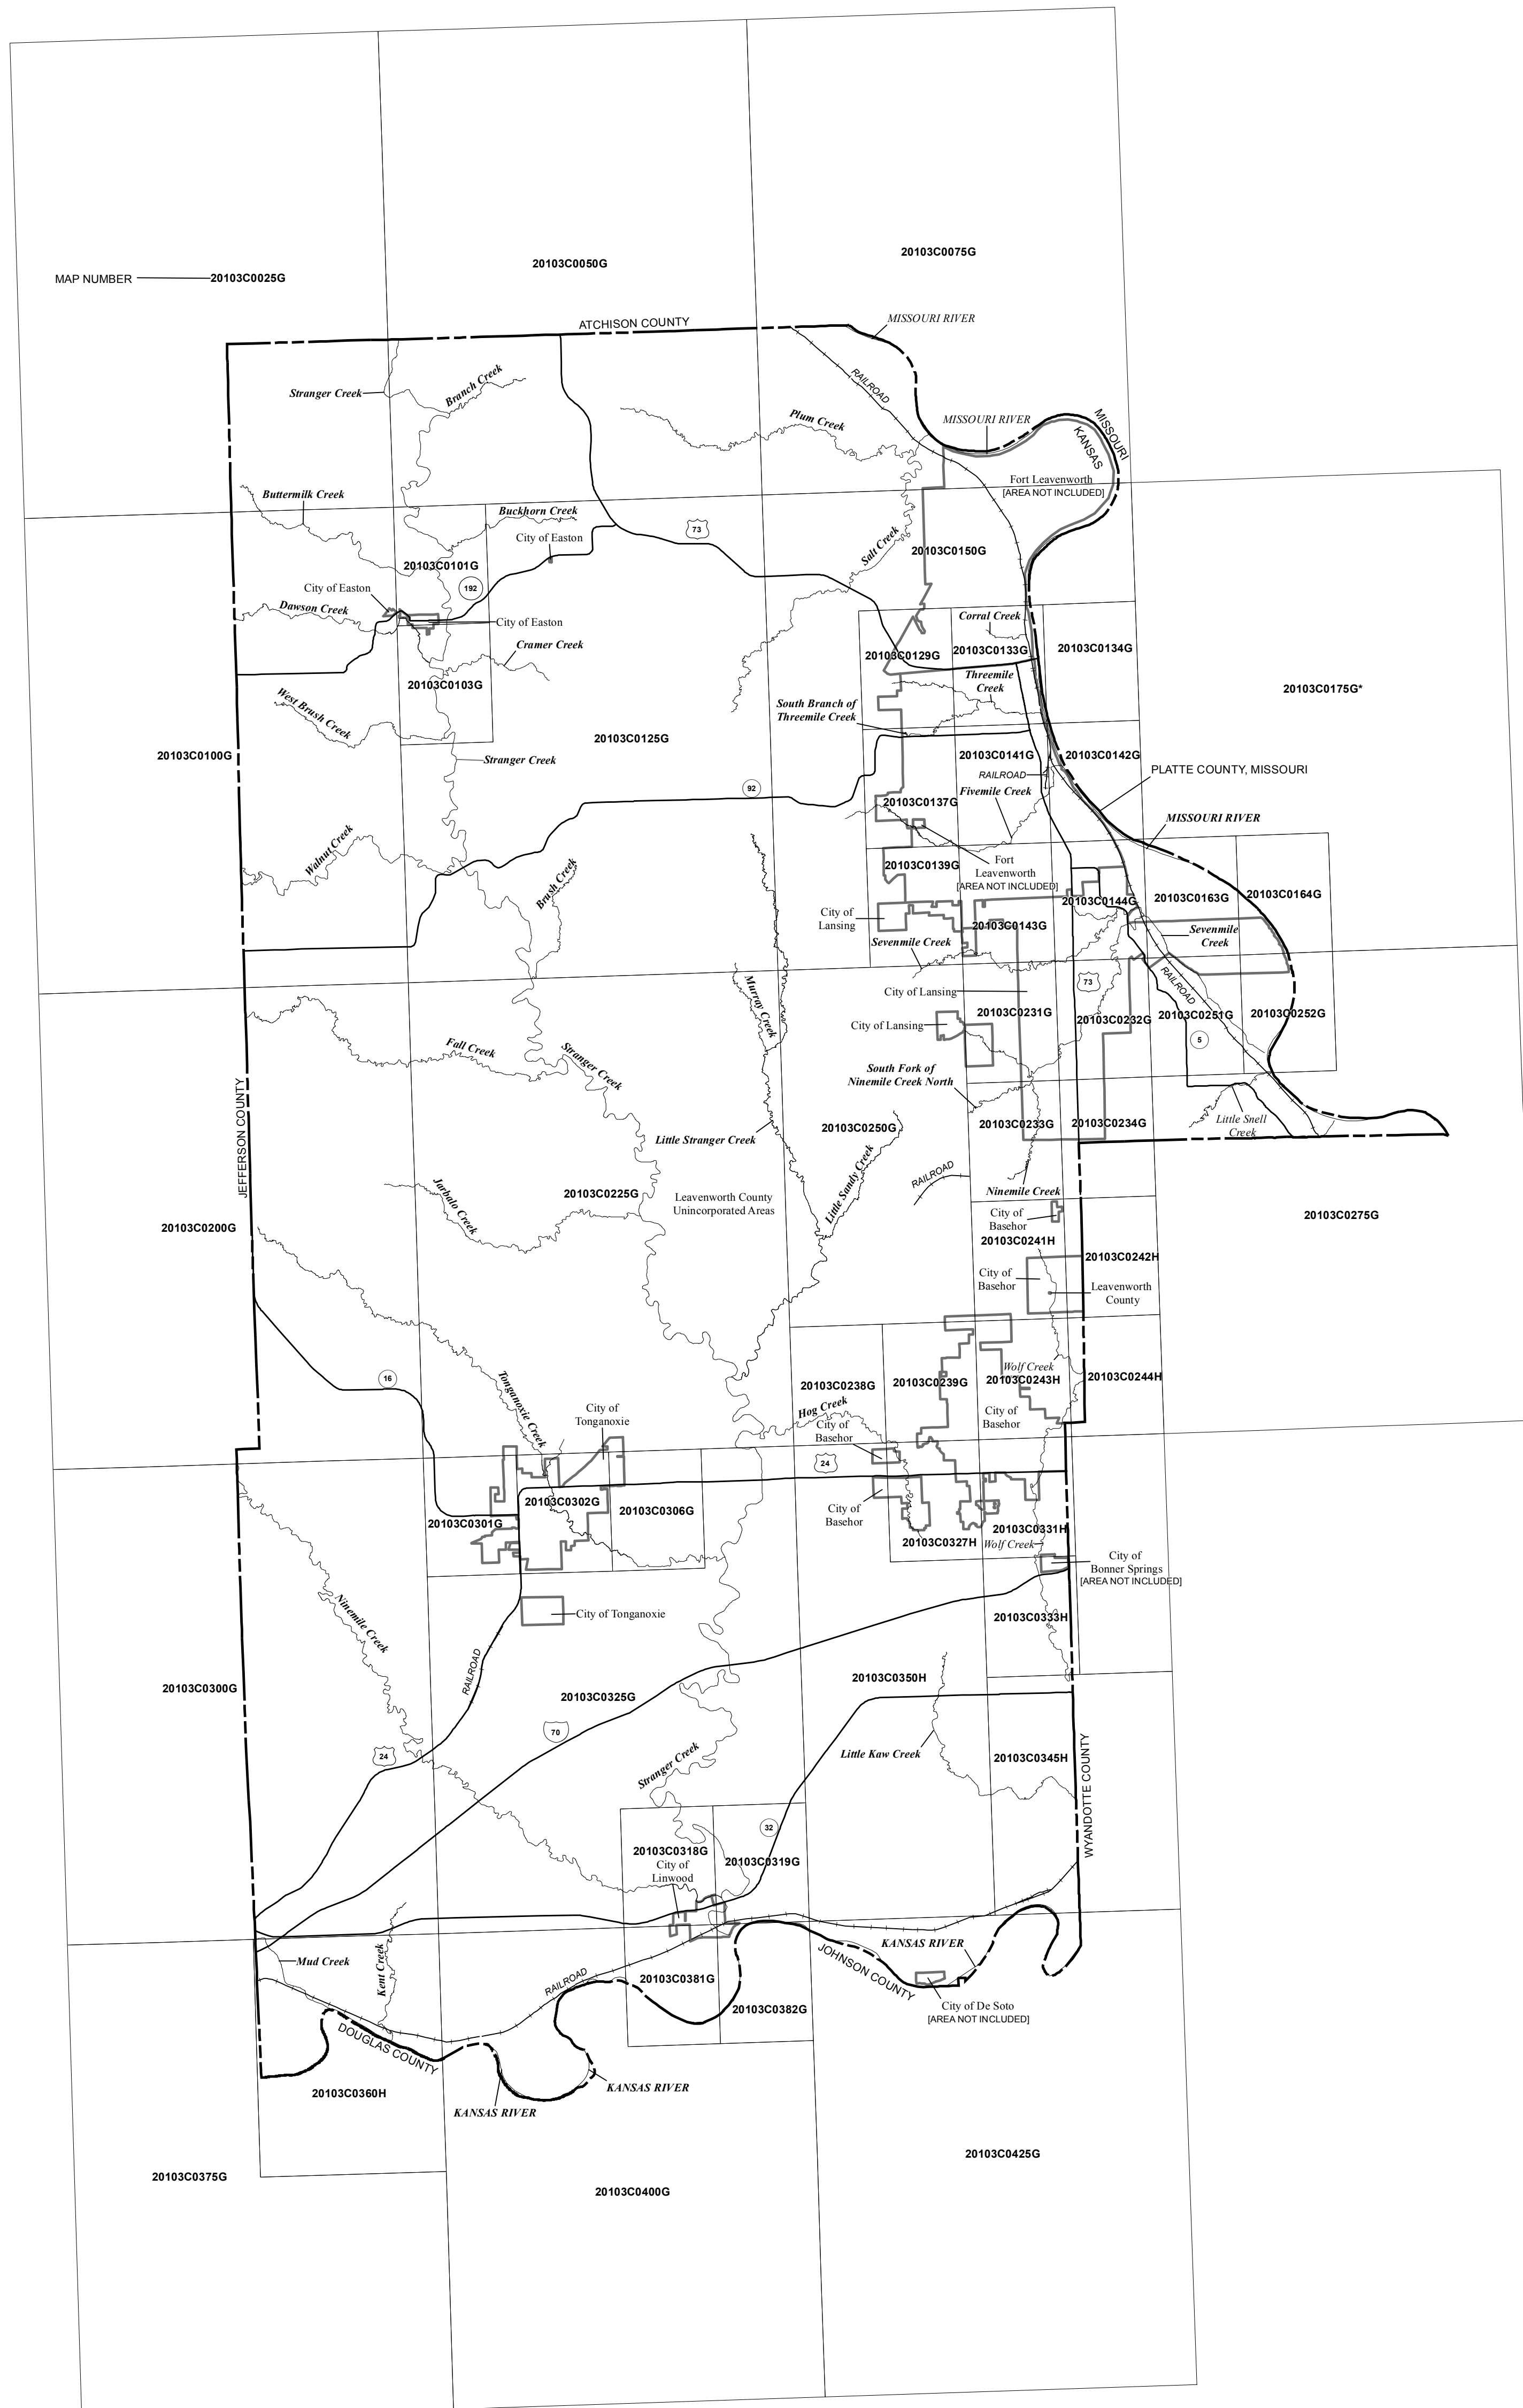 20103C0075G
20103C0050G
MAP NUMBER
20103C0025G
ATCHISON COUNTY
MISSOURI RIVER
RAILROAD
Branch Creek
Stranger Creek
Plum Creek
MISSOURI RIVER
MISSOURI
KANSAS
Fort Leavenworth
[AREA NOT INCLUDED]
Buttermilk Creek
Buckhorn Creek
73
City of Easton
Salt Creek
20103C0150G
20103C0101G
192
City of Easton
Dawson Creek
City of Easton
Corral Creek
20103C0129G
20103C0133G
20103C0134G
Cramer Creek
20103C0103G
Threemile
Creek
20103C0175G*
West Brush Creek
South Branch of
Threemile Creek
20103C0125G
20103C0100G
Stranger Creek
20103C0141G
20103C0142G
RAILROAD
PLATTE COUNTY, MISSOURI
92
Fivemile Creek
20103C0137G
MISSOURI RIVER
Walnut Creek
Brush Creek
20103C0139G
Fort
Leavenworth
[AREA NOT INCLUDED]
20103C0144G
20103C0163G
20103C0164G
City of
Lansing
20103C0143G
Sevenmile Creek
Sevenmile
Creek
73
RAILROAD
City of Lansing
Murray Creek
20103C0231G
20103C0232G
20103C0251G
20103C0252G
City of Lansing
5
Fall Creek
Stranger Creek
South Fork of
Ninemile Creek North
JEFFERSON COUNTY
Little Stranger Creek
20103C0250G
20103C0233G
20103C0234G
Little Snell
Creek
Little Sandy Creek
RAILROAD
Jarbalo Creek
20103C0225G
Leavenworth County
Unincorporated Areas
Ninemile Creek
City of
Basehor
20103C0200G
20103C0275G
20103C0241H
20103C0242H
City of
Basehor
Leavenworth
County
16
Tonganoxie Creek
Wolf Creek
20103C0238G
20103C0239G
20103C0243H
20103C0244H
City of
Tonganoxie
Hog Creek
City of
Basehor
City of
Basehor
24
20103C0302G
20103C0306G
20103C0301G
City of
Basehor
20103C0331H
20103C0327H
Wolf Creek
City of
Bonner Springs
[AREA NOT INCLUDED]
Ninemile Creek
City of Tonganoxie
20103C0333H
RAILROAD
20103C0300G
20103C0325G
20103C0350H
70
24
Stranger Creek
Little Kaw Creek
20103C0345H
WYANDOTTE COUNTY
32
20103C0318G
20103C0319G
City of
Linwood
Mud Creek
Kent Creek
RAILROAD
20103C0381G
20103C0382G
JOHNSON COUNTY
KANSAS RIVER
City of De Soto
[AREA NOT INCLUDED]
DOUGLAS COUNTY
20103C0360H
KANSAS RIVER
KANSAS RIVER
20103C0425G
20103C0375G
20103C0400G